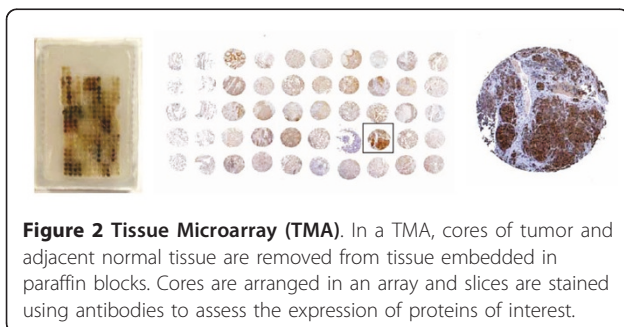 Figure 2 Tissue Microarray (TMA). In a TMA, cores of tumor and
adjacent normal tissue are removed from tissue embedded in
paraffin blocks. Cores are arranged in an array and slices are stained
using antibodies to assess the expression of proteins of interest.